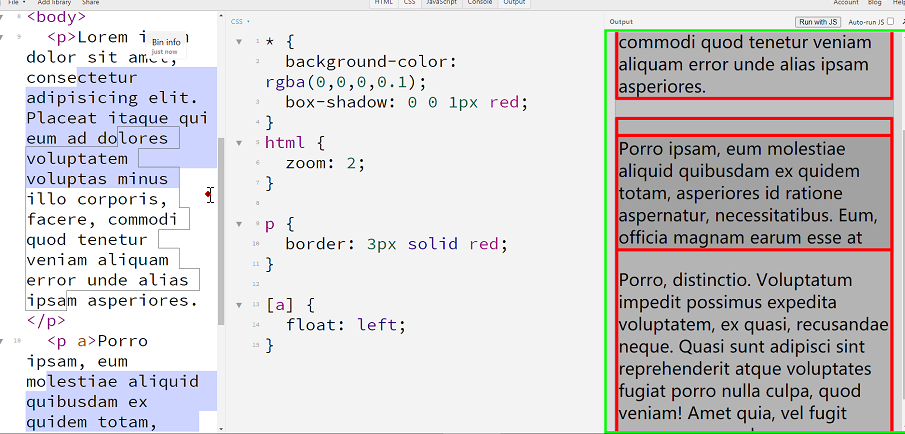 File Add library Share
HTML CSS JavaScript Console Output
Account Blog Help
Bin info
just now
<body>
9 <p>Lorem
dolor sit amet,
consectetur
adipisicing elit.
Placeat itaque qui
eum ad dolores
voluptatem
voluptas minus
illo corporis,
facere, commodi
quod tenetur
veniam aliquam
error unde alias
ipsam asperiores.
</p>
10 <p a>Porro
ipsam, eum
molestiae aliquid
quibusdam ex
quidem totam,
CSS
1 * {
2 background-color:
rgba(0,0,0,0.1);
3 box-shadow: 0 0 1px red;
4 }
5 html {
6 zoom: 2;
7 }
8
9 p {
10 border: 3px solid red;
11 }
12
13 [a] {
14 float: left;
15 }
Output
Run with JS
Auto-run JS
commodi quod tenetur veniam
aliquam error unde alias ipsam
asperiores.
Porro ipsam, eum molestiae
aliquid quibusdam ex quidem
totam, asperiores id ratione
aspernatur, necessitatibus. Eum,
officia magnam earum esse at
Porro, distinctio. Voluptatum
impedit possimus expedita
voluptatem, ex quasi, recusandae
neque. Quasi sunt adipisci sint
reprehenderit atque voluptates
fugiat porro nulla culpa, quod
veniam! Amet quia, vel fugit